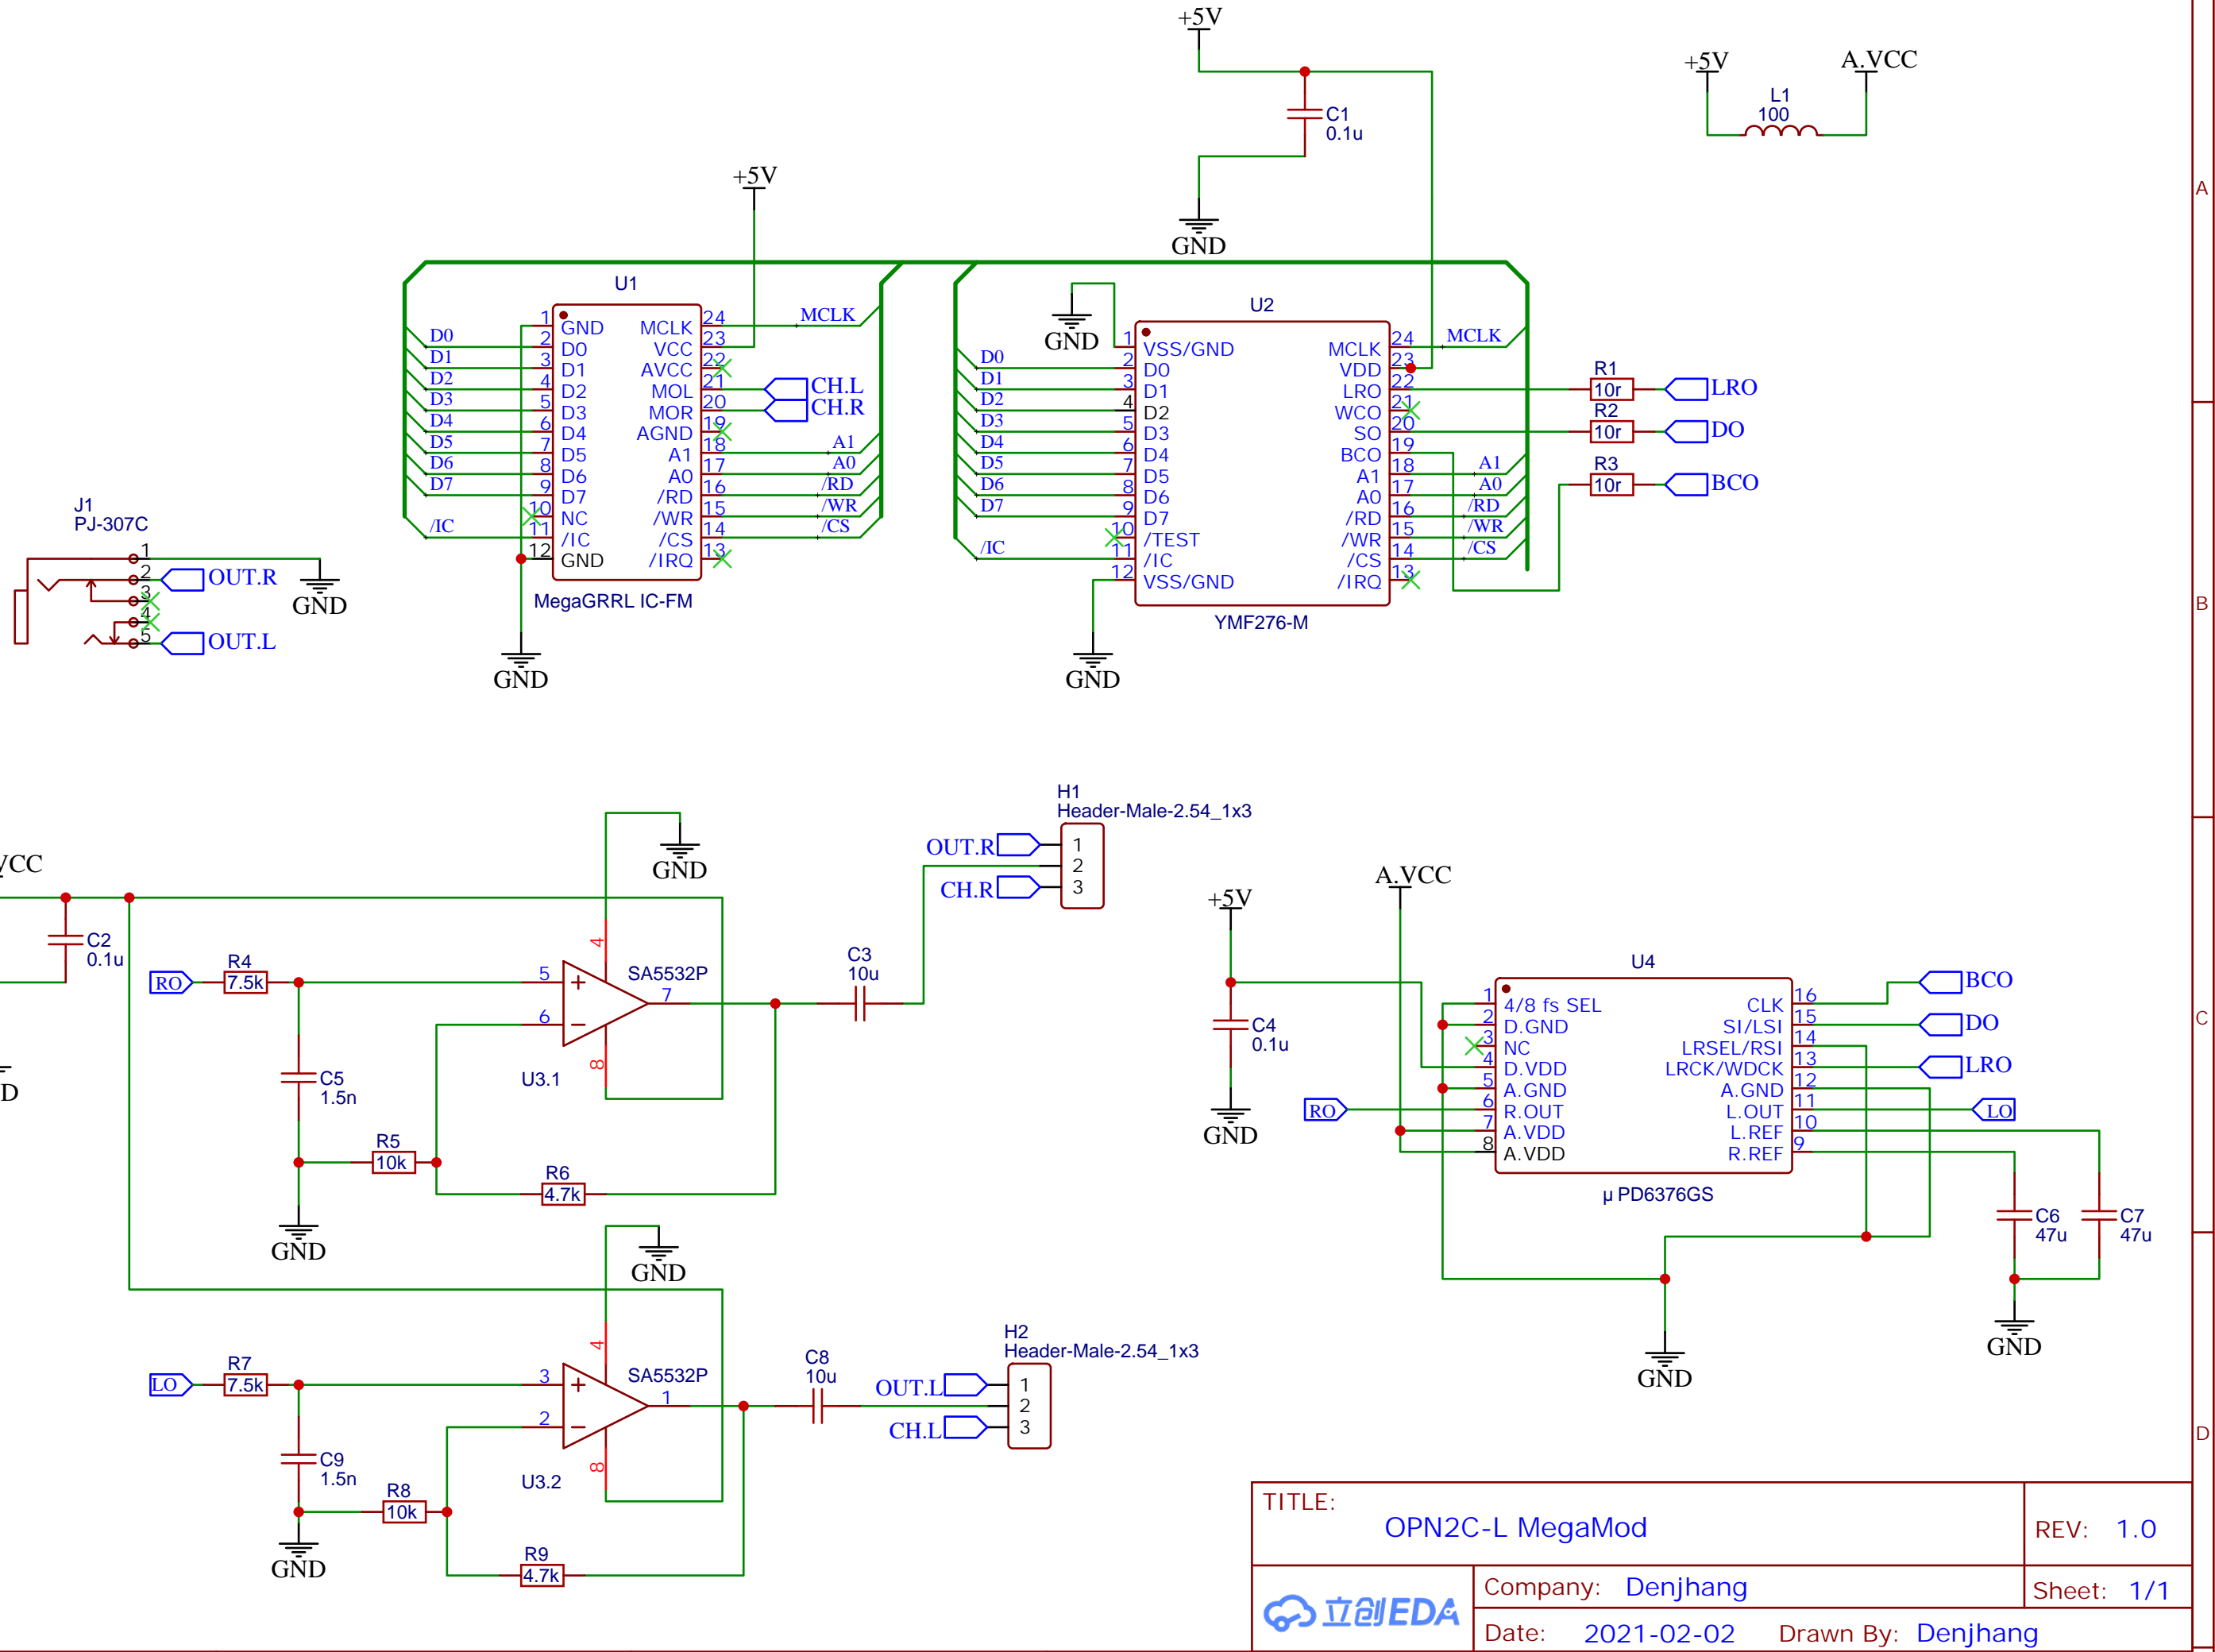 +5V
C1
0.1u
GND
+5V
A.VCC
L1
100
A
+5V
U1
D0
D1
D2
D3
D4
D5
D6
D7
/IC
1 GND
2 D0
3 D1
4 D2
5 D3
6 D4
7 D5
8 D6
9 D7
10 NC
11 /IC
12 GND
MCLK 24
VCC 23
AVCC 22
MOL 21
MOR 20
AGND 19
A1 18
A0 17
/RD 16
/WR 15
/CS 14
/IRQ 13
MCLK
CH.L
CH.R
A1
A0
/RD
/WR
/CS
MegaGRRL IC-FM
GND
U2
GND
D0
D1
D2
D3
D4
D5
D6
D7
/IC
1 VSS/GND
2 D0
3 D1
4 D2
5 D3
6 D4
7 D5
8 D6
9 D7
10 /TEST
11 /IC
12 VSS/GND
MCLK 24
VDD 23
LRO 22
WCO 21
SO 20
BCO 19
A1 18
A0 17
/RD 16
/WR 15
/CS 14
/IRQ 13
MCLK
A1
A0
/RD
/WR
/CS
YMF276-M
GND
R1
10r
LRO
R2
10r
DO
R3
10r
BCO
B
J1
PJ-307C
1
2
3
4
5
OUT.R
OUT.L
GND
VCC
C2
0.1u
D
RO
R4
7.5k
C5
1.5n
GND
R5
10k
R6
4.7k
GND
4
5
6
7
8
SA5532P
U3.1
C3
10u
H1
Header-Male-2.54_1x3
OUT.R
CH.R
1
2
3
LO
R7
7.5k
C9
1.5n
GND
R8
10k
R9
4.7k
GND
4
3
2
1
8
SA5532P
U3.2
C8
10u
H2
Header-Male-2.54_1x3
OUT.L
CH.L
1
2
3
+5V
A.VCC
C4
0.1u
GND
RO
U4
1 4/8 fs SEL
2 D.GND
3 NC
4 D.VDD
5 A.GND
6 R.OUT
7 A.VDD
8 A.VDD
CLK 16
SI/LSI 15
LRSEL/RSI 14
LRCK/WDCK 13
A.GND 12
L.OUT 11
L.REF 10
R.REF 9
μPD6376GS
BCO
DO
LRO
LO
C6
47u
C7
47u
GND
GND
C
D
TITLE:
OPN2C-L MegaMod
REV: 1.0
立创EDA
Company: Denjhang
Sheet: 1/1
Date: 2021-02-02
Drawn By: Denjhang